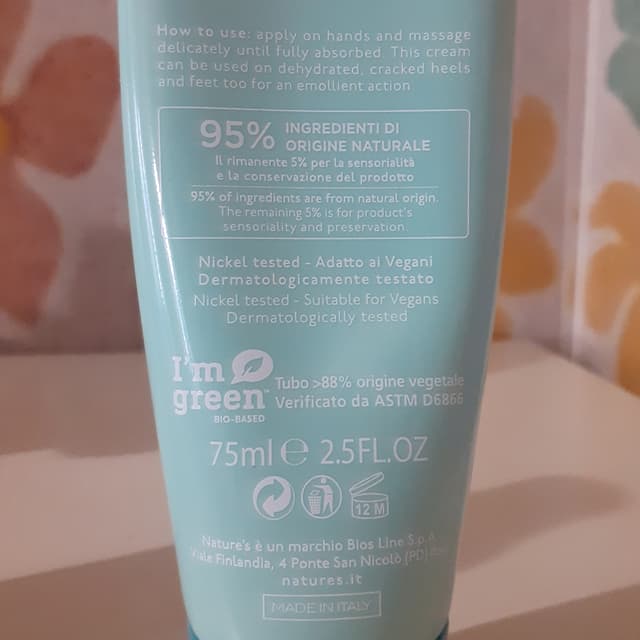 How to use: apply on hands and massage
delicately until fully absorbed. This cream
can be used on dehydrated, cracked heels
and feet too for an emollient action
95% INGREDIENTI DI
ORIGINE NATURALE
Il rimanente 5% per la sensorialità
e la conservazione del prodotto
95% of ingredients are from natural origin.
The remaining 5% is for product's
sensoriality and preservation.
Nickel tested - Adatto ai Vegani
Dermatologicamente testato
Nickel tested - Suitable for Vegans
Dermatologically tested
I'm
green™
BIO-BASED
Tubo >88% origine vegetale
Verificato da ASTM D6866
75ml e 2.5FL.OZ
12 M
Nature's è un marchio Bios Line S.p.A.
Viale Finlandia, 4 Ponte San Nicolò (PD)
natures.it
MADE IN ITALY